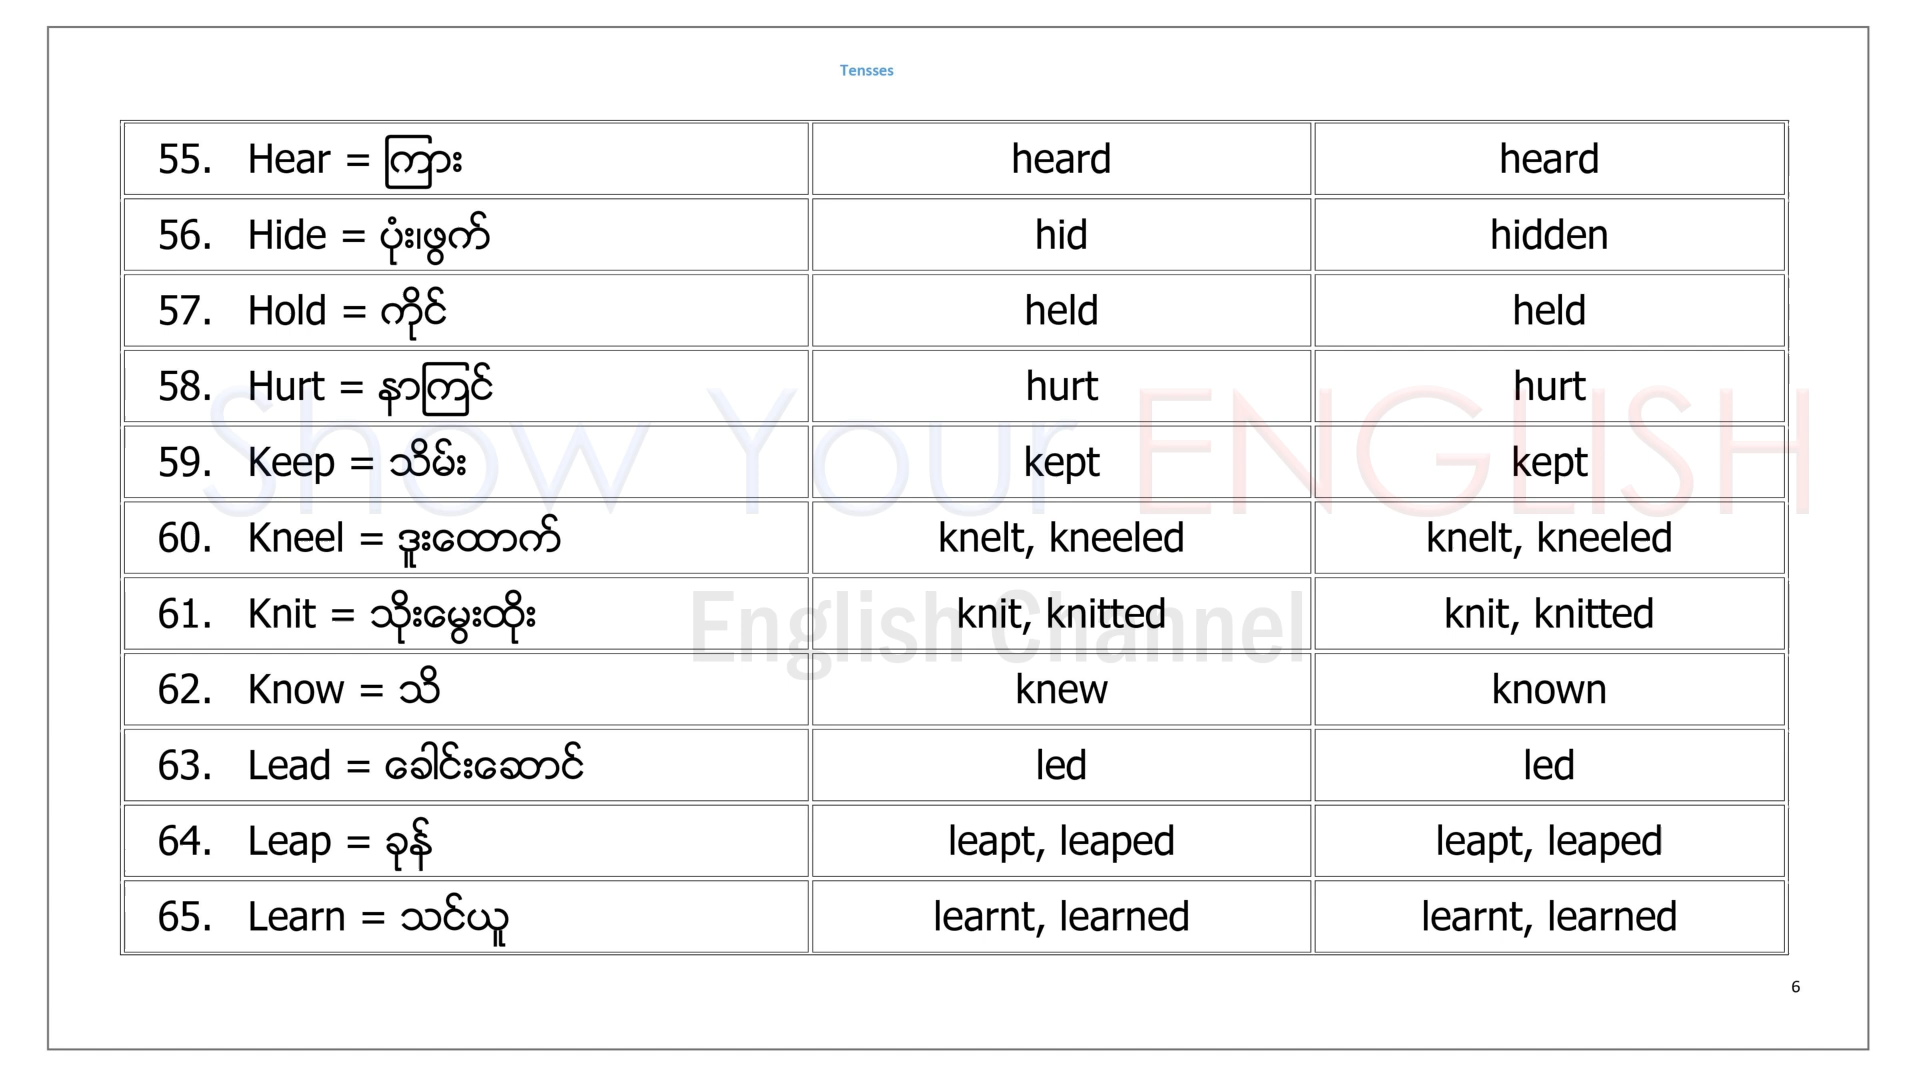 Tensses
55. Hear = ကြား heard heard
56. Hide = ပုံး၊ဖွက် hid hidden
57. Hold = ကိုင် held held
58. Hurt = နာကြင် hurt hurt
59. Keep = သိမ်း kept kept
60. Kneel = ဒူးထောက် knelt, kneeled knelt, kneeled
61. Knit = သိုးမွေးထိုး knit, knitted knit, knitted
62. Know = သိ knew known
63. Lead = ခေါင်းဆောင် led led
64. Leap = ခုန် leapt, leaped leapt, leaped
65. Learn = သင်ယူ learnt, learned learnt, learned
Show Your ENGLISH
English Channel
6